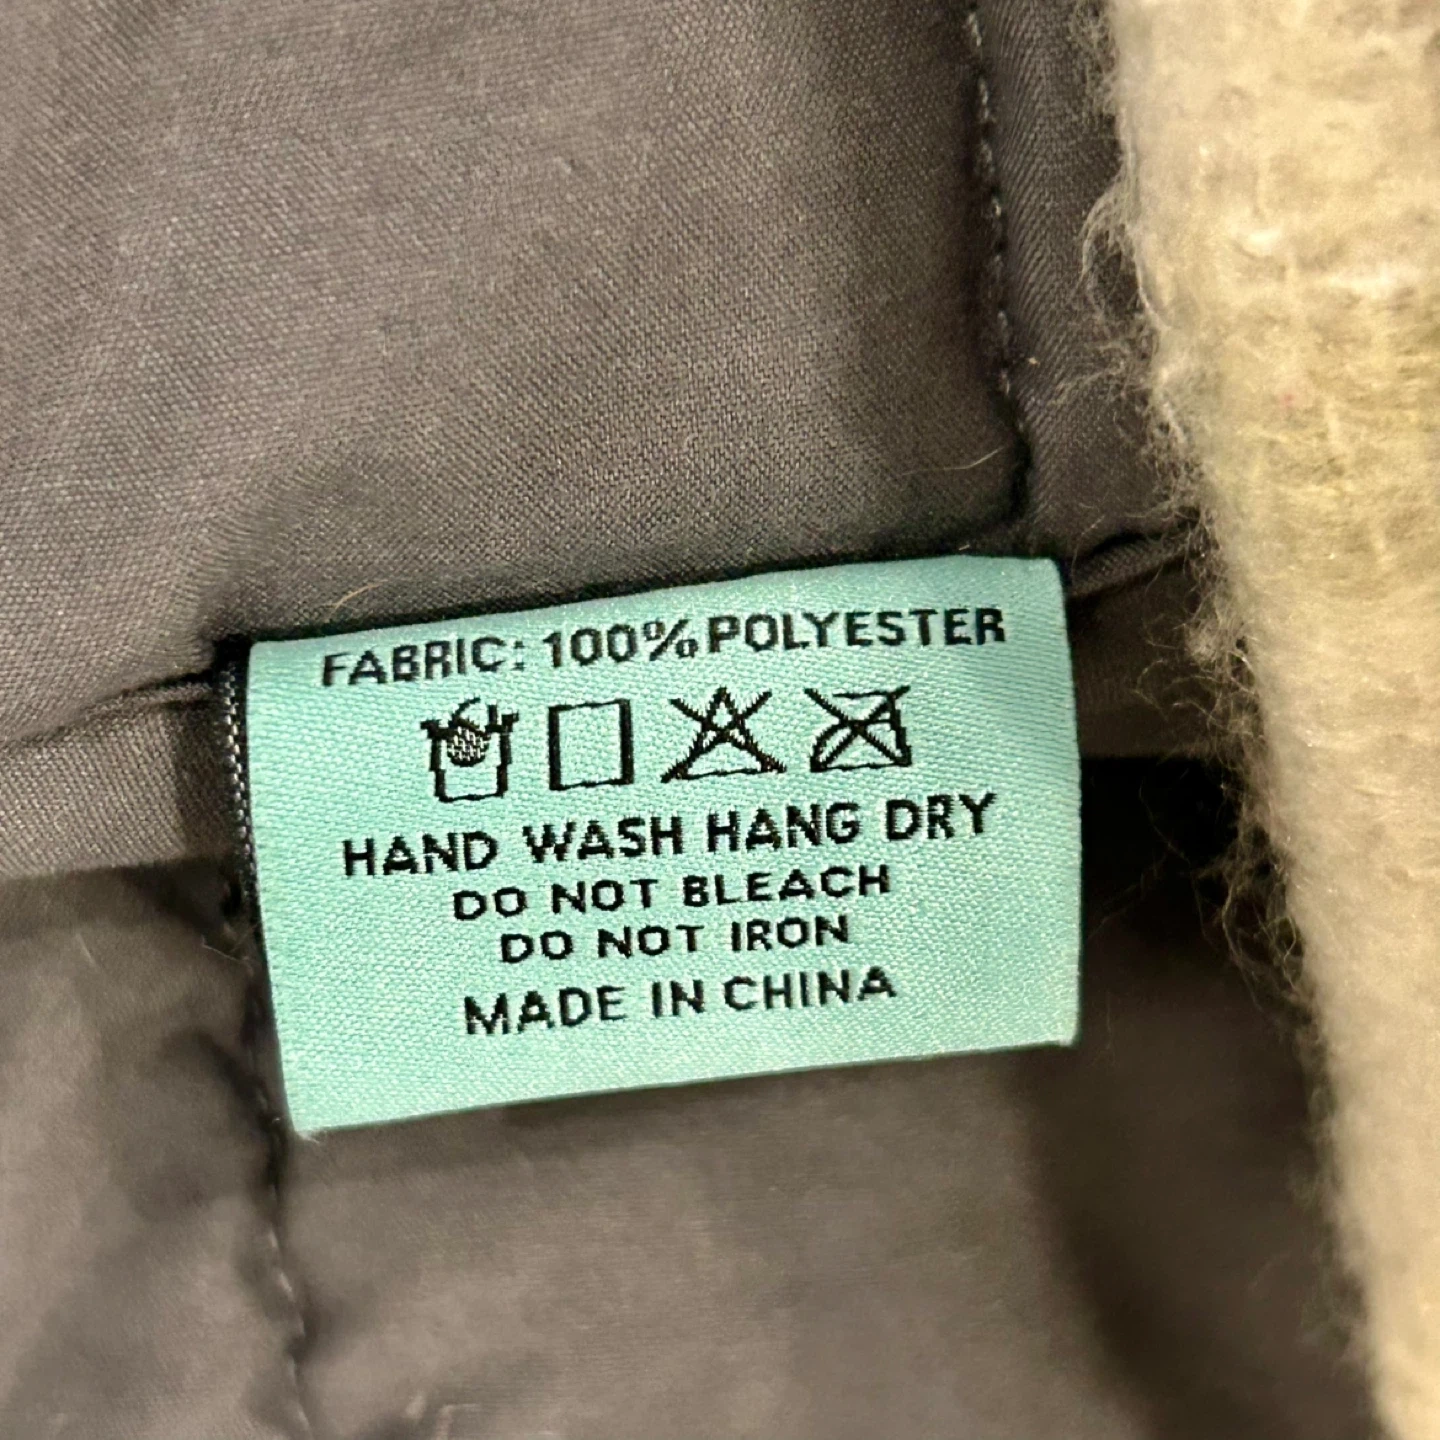 FABRIC: 100% POLYESTER
HAND WASH HANG DRY
DO NOT BLEACH
DO NOT IRON
MADE IN CHINA